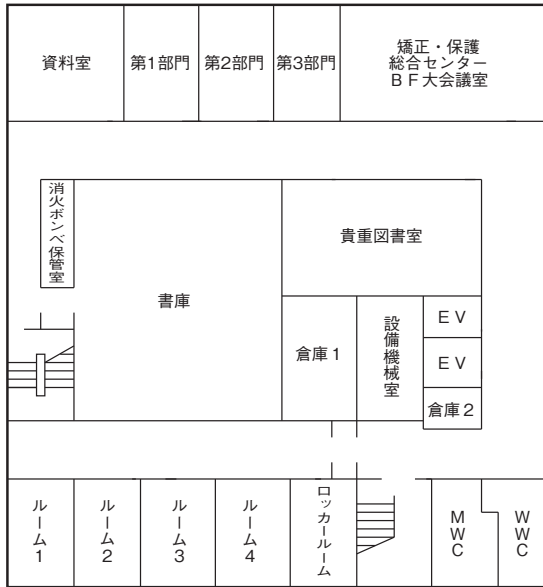 資料室
第1部門
第2部門
第3部門
矯正・保護
総合センター
ＢＦ大会議室
消火ボンベ保管室
書庫
貴重図書室
倉庫1
設備機械室
ＥＶ
ＥＶ
倉庫2
ルーム1
ルーム2
ルーム3
ルーム4
ロッカールーム
MWC
WWC